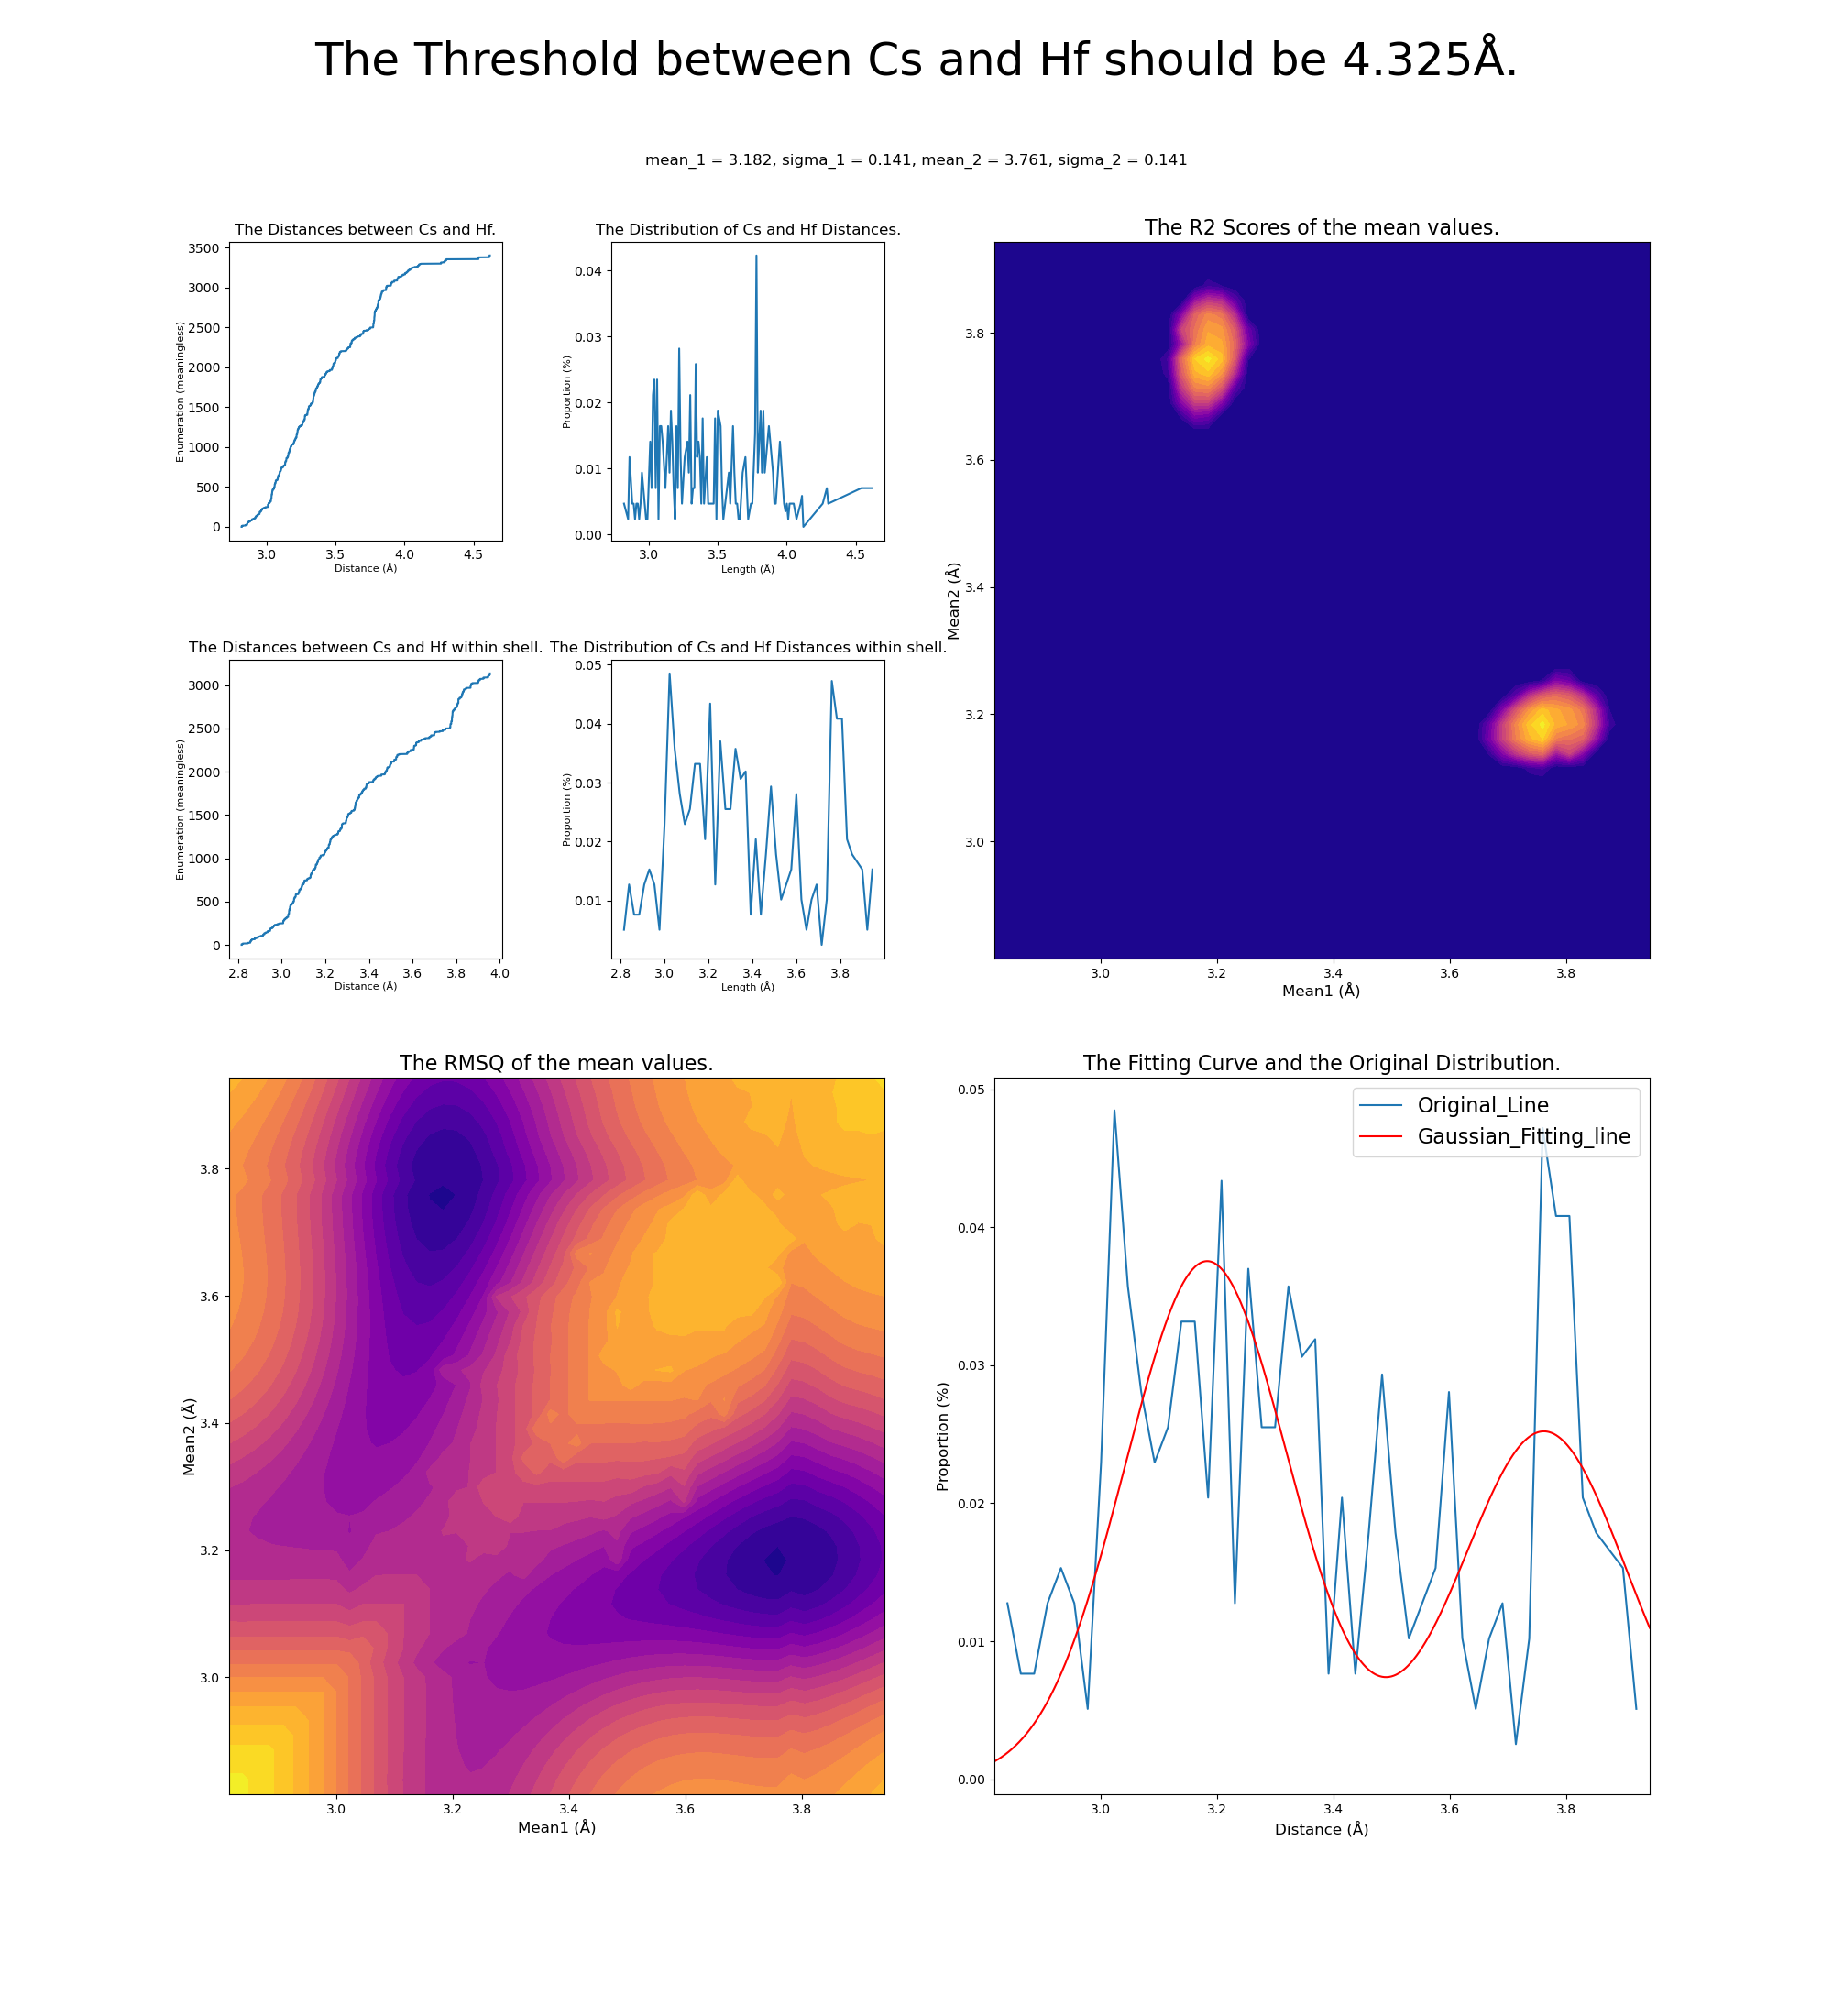 The Threshold between Cs and Hf should be 4.325Å.
mean_1 = 3.182, sigma_1 = 0.141, mean_2 = 3.761, sigma_2 = 0.141
The Distances between Cs and Hf.
Enumeration (meaningless)
3500
3000
2500
2000
1500
1000
500
0
3.0 3.5 4.0 4.5
Distance (Å)
The Distribution of Cs and Hf Distances.
Proportion (%)
0.04
0.03
0.02
0.01
0.00
3.0 3.5 4.0 4.5
Length (Å)
The R2 Scores of the mean values.
Mean2 (Å)
3.8
3.6
3.4
3.2
3.0
3.0 3.2 3.4 3.6 3.8
Mean1 (Å)
The Distances between Cs and Hf within shell.
Enumeration (meaningless)
3000
2500
2000
1500
1000
500
0
2.8 3.0 3.2 3.4 3.6 3.8 4.0
Distance (Å)
The Distribution of Cs and Hf Distances within shell.
Proportion (%)
0.05
0.04
0.03
0.02
0.01
2.8 3.0 3.2 3.4 3.6 3.8
Length (Å)
The RMSQ of the mean values.
Mean2 (Å)
3.8
3.6
3.4
3.2
3.0
3.0 3.2 3.4 3.6 3.8
Mean1 (Å)
The Fitting Curve and the Original Distribution.
Original_Line
Gaussian_Fitting_line
Proportion (%)
0.05
0.04
0.03
0.02
0.01
0.00
3.0 3.2 3.4 3.6 3.8
Distance (Å)